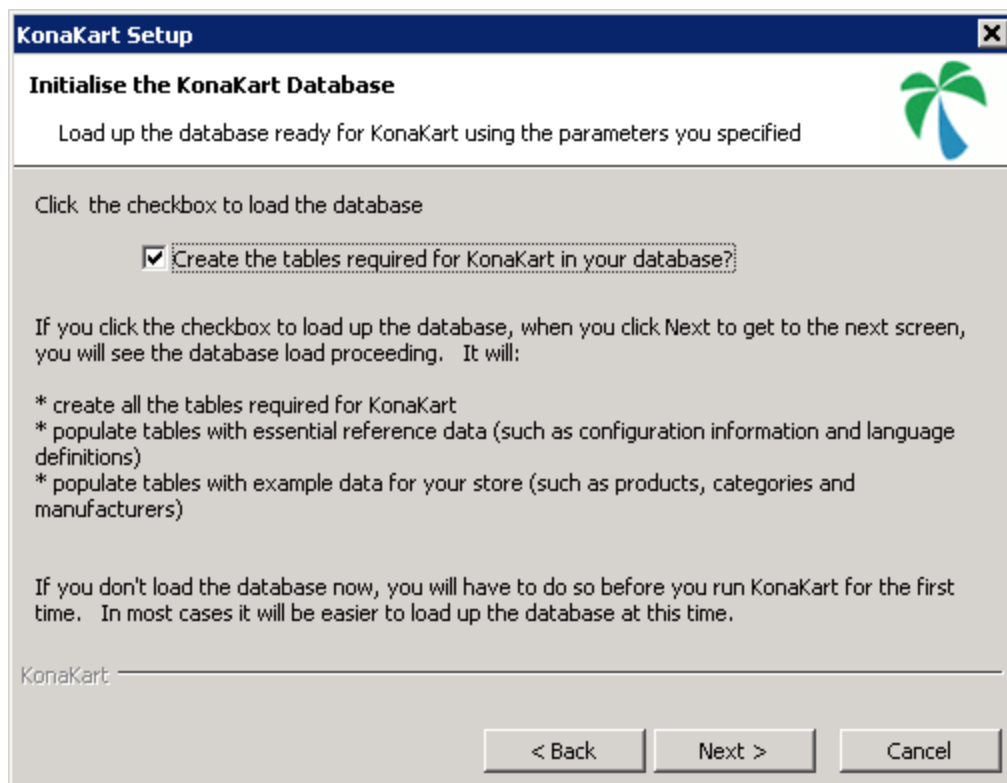 KonaKart Setup
Initialise the KonaKart Database
Load up the database ready for KonaKart using the parameters you specified
Click the checkbox to load the database
Create the tables required for KonaKart in your database?
If you click the checkbox to load up the database, when you click Next to get to the next screen,
you will see the database load proceeding. It will:
* create all the tables required for KonaKart
* populate tables with essential reference data (such as configuration information and language
definitions)
* populate tables with example data for your store (such as products, categories and
manufacturers)
If you don't load the database now, you will have to do so before you run KonaKart for the first
time. In most cases it will be easier to load up the database at this time.
KonaKart
< Back Next > Cancel